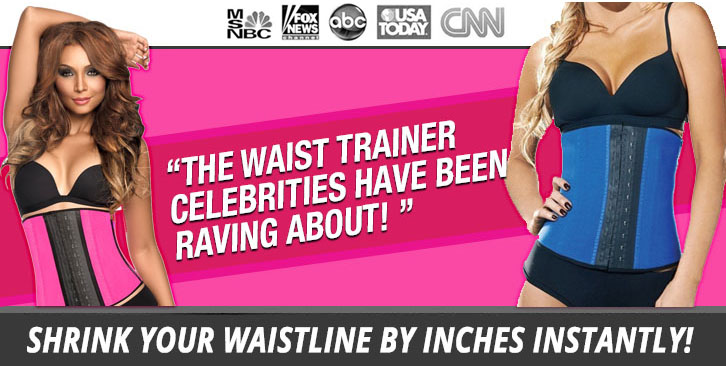 MSNBC
FOX
NEWS
channel
abc
USA
TODAY
CNN
“THE WAIST TRAINER
CELEBRITIES HAVE BEEN
RAVING ABOUT! ”
SHRINK YOUR WAISTLINE BY INCHES INSTANTLY!